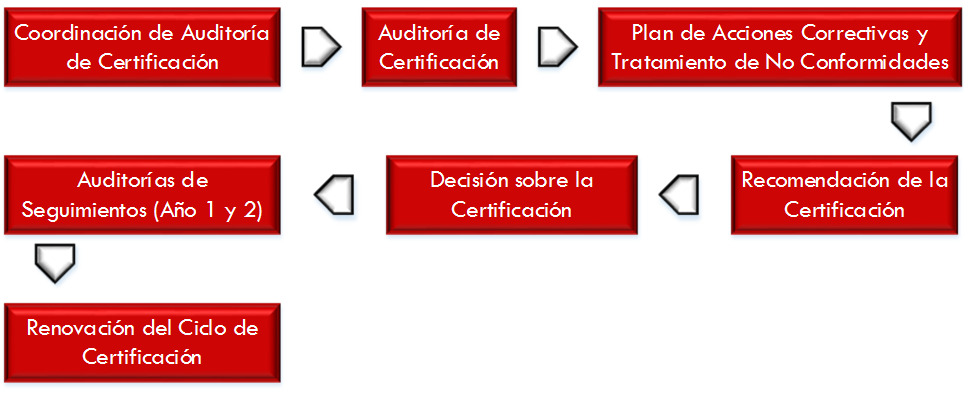 Coordinación de Auditoría
de Certificación
Auditoría de
Certificación
Plan de Acciones Correctivas y
Tratamiento de No Conformidades
Recomendación de la
Certificación
Decisión sobre la
Certificación
Auditorías de
Seguimientos (Año 1 y 2)
Renovación del Ciclo de
Certificación